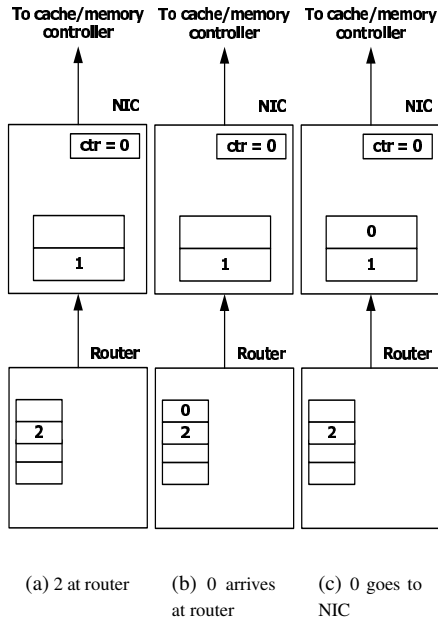 To cache/memory
controller
NIC
ctr = 0
1
Router
2
(a) 2 at router
To cache/memory
controller
NIC
ctr = 0
1
Router
0
2
(b) 0 arrives
at router
To cache/memory
controller
NIC
ctr = 0
0
1
Router
2
(c) 0 goes to
NIC